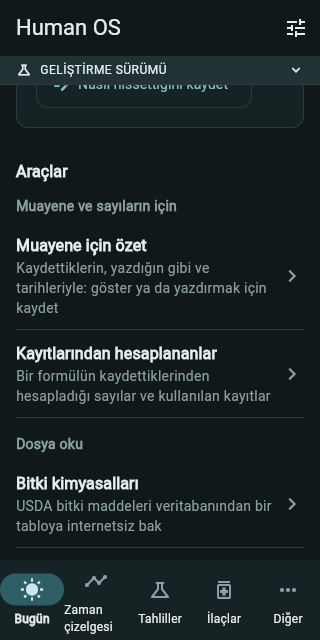 Human OS
GELİŞTİRME SÜRÜMÜ
Nasıl hissettiğini kaydet
Araçlar
Muayene ve sayıların için
Muayene için özet
Kaydettiklerin, yazdığın gibi ve
tarihleriyle: göster ya da yazdırmak için
kaydet
Kayıtlarından hesaplananlar
Bir formülün kaydettiklerinden
hesapladığı sayılar ve kullanılan kayıtlar
Dosya oku
Bitki kimyasalları
USDA bitki maddeleri veritabanından bir
tabloya internetsiz bak
Bugün
Zaman
çizelgesi
Tahliller
İlaçlar
Diğer